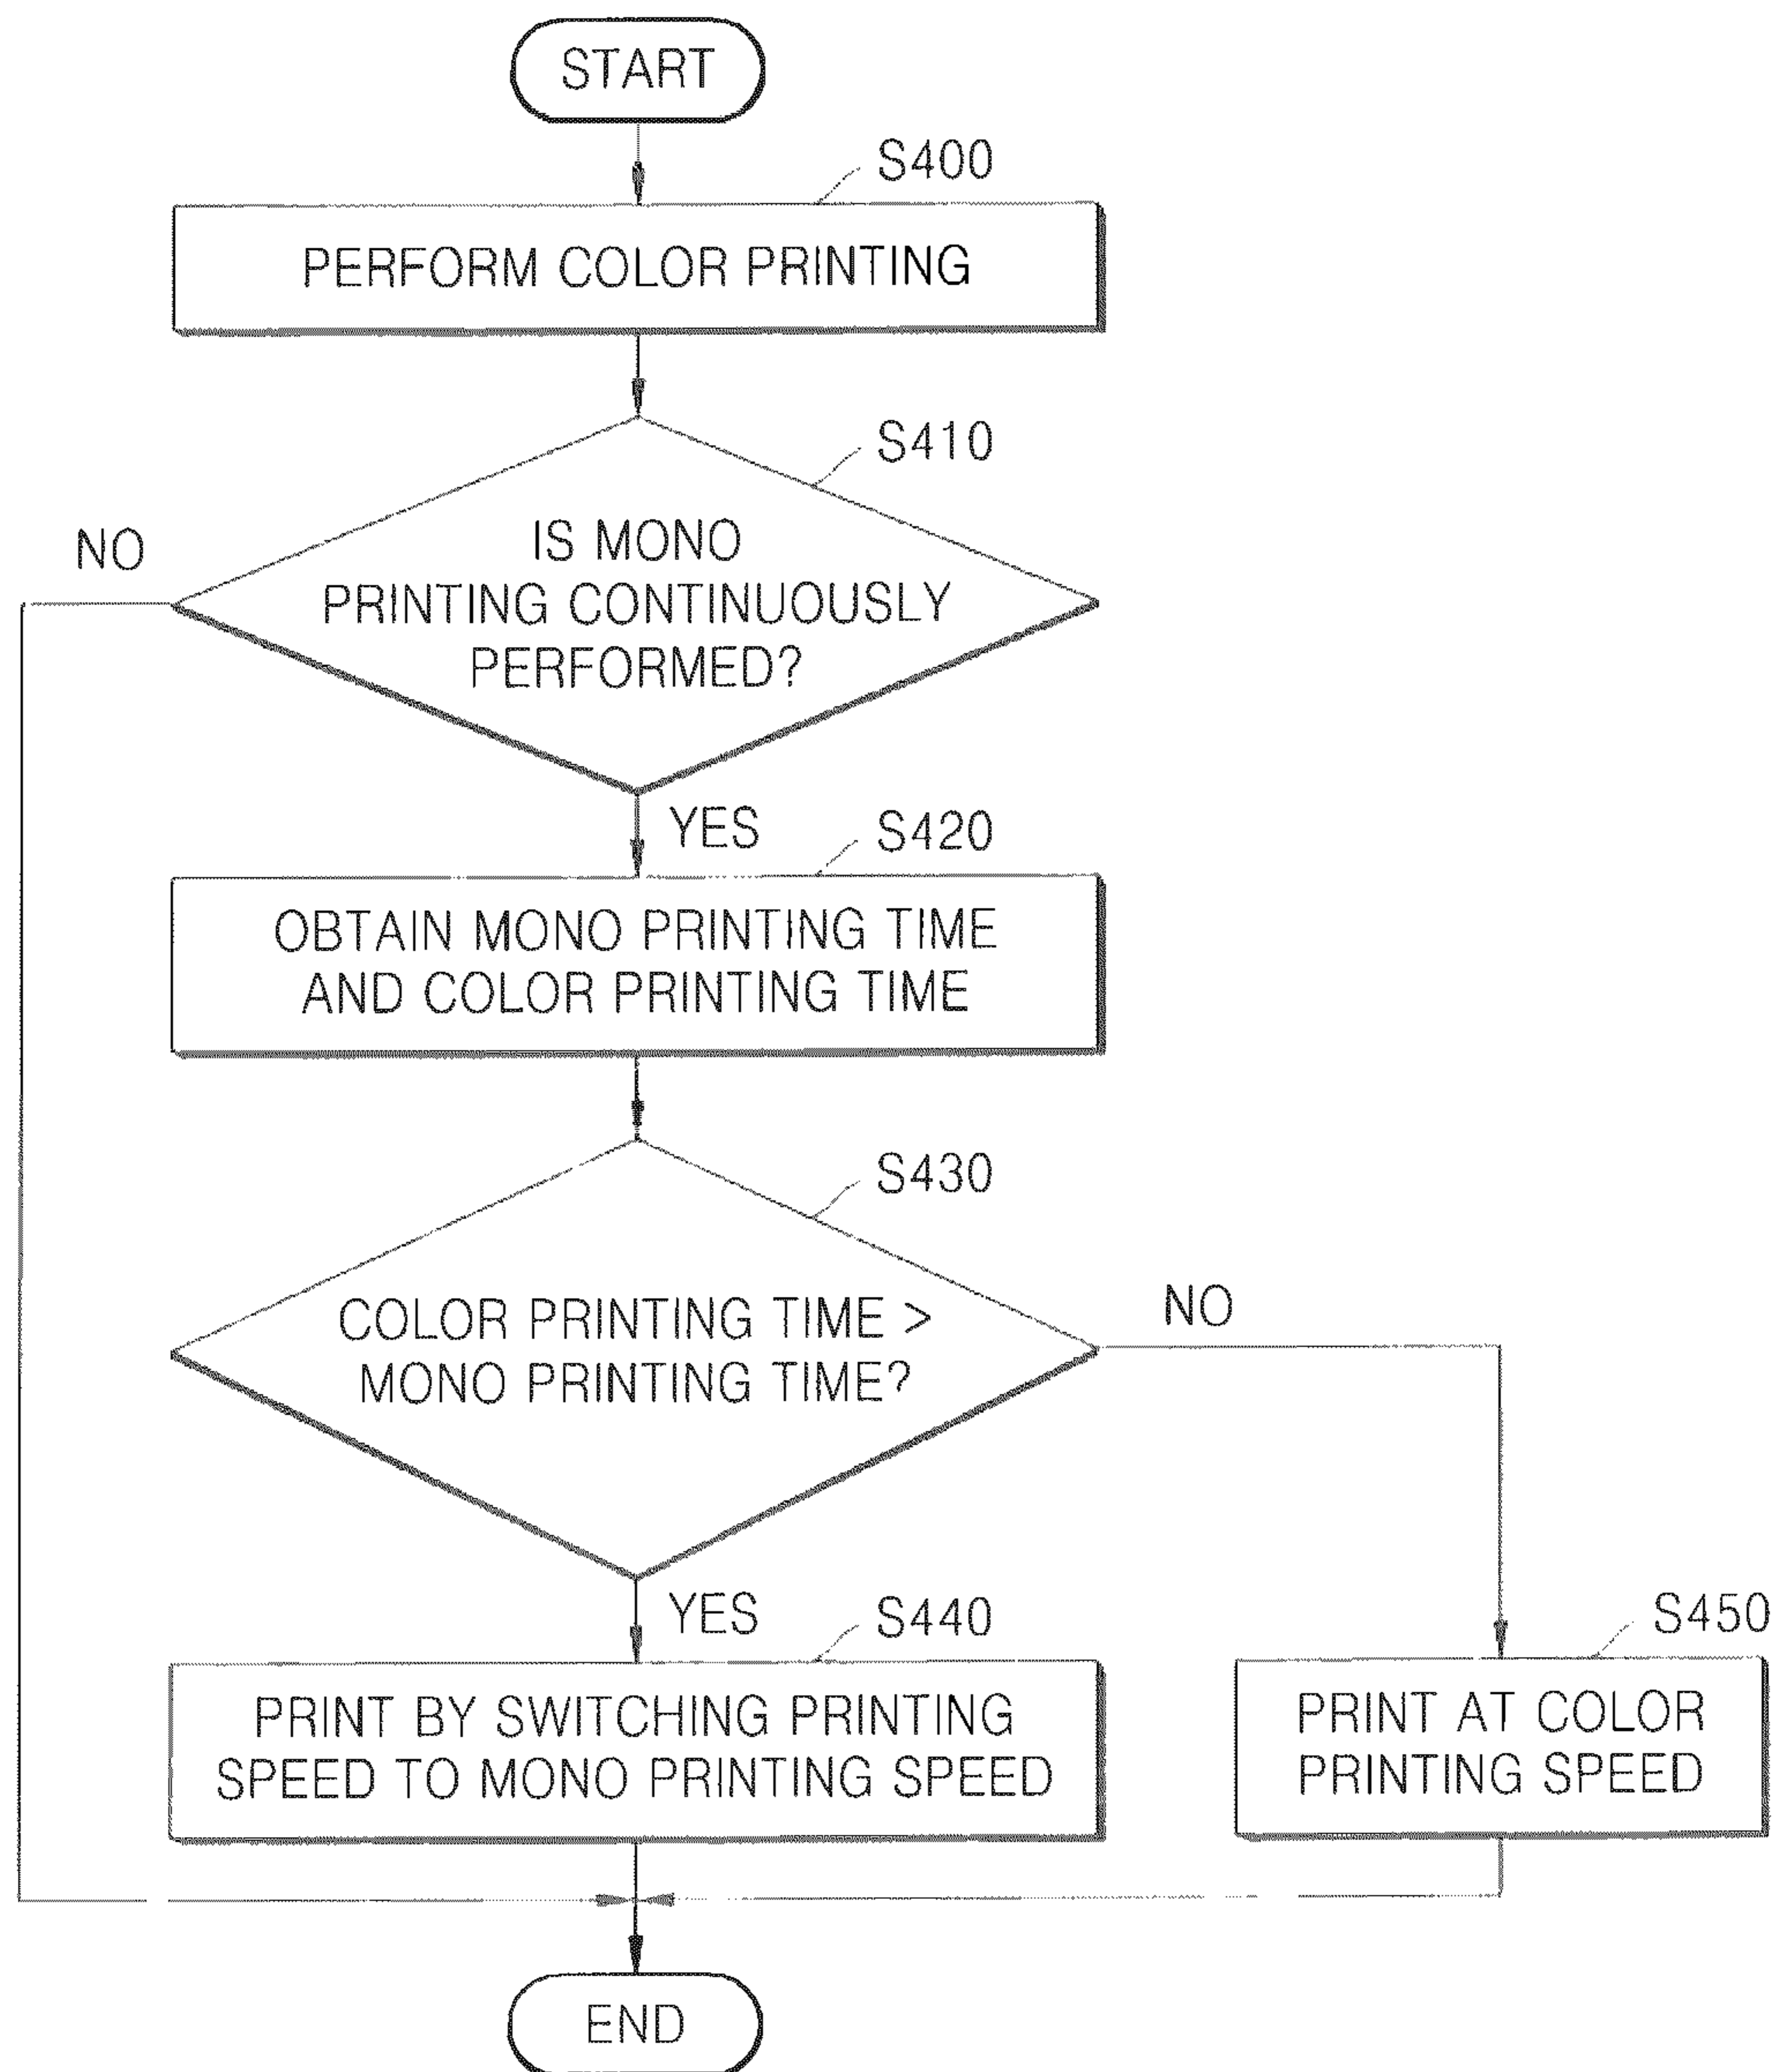 START
S400
PERFORM COLOR PRINTING
S410
IS MONO
NO
PRINTING CONTINUOUSLY
PERFORMED?
YES
S420
OBTAIN MONO PRINTING TIME
AND COLOR PRINTING TIME
S430
COLOR PRINTING TIME >
MONO PRINTING TIME?
NO
YES
S440
S450
PRINT BY SWITCHING PRINTING
SPEED TO MONO PRINTING SPEED
PRINT AT COLOR
PRINTING SPEED
END